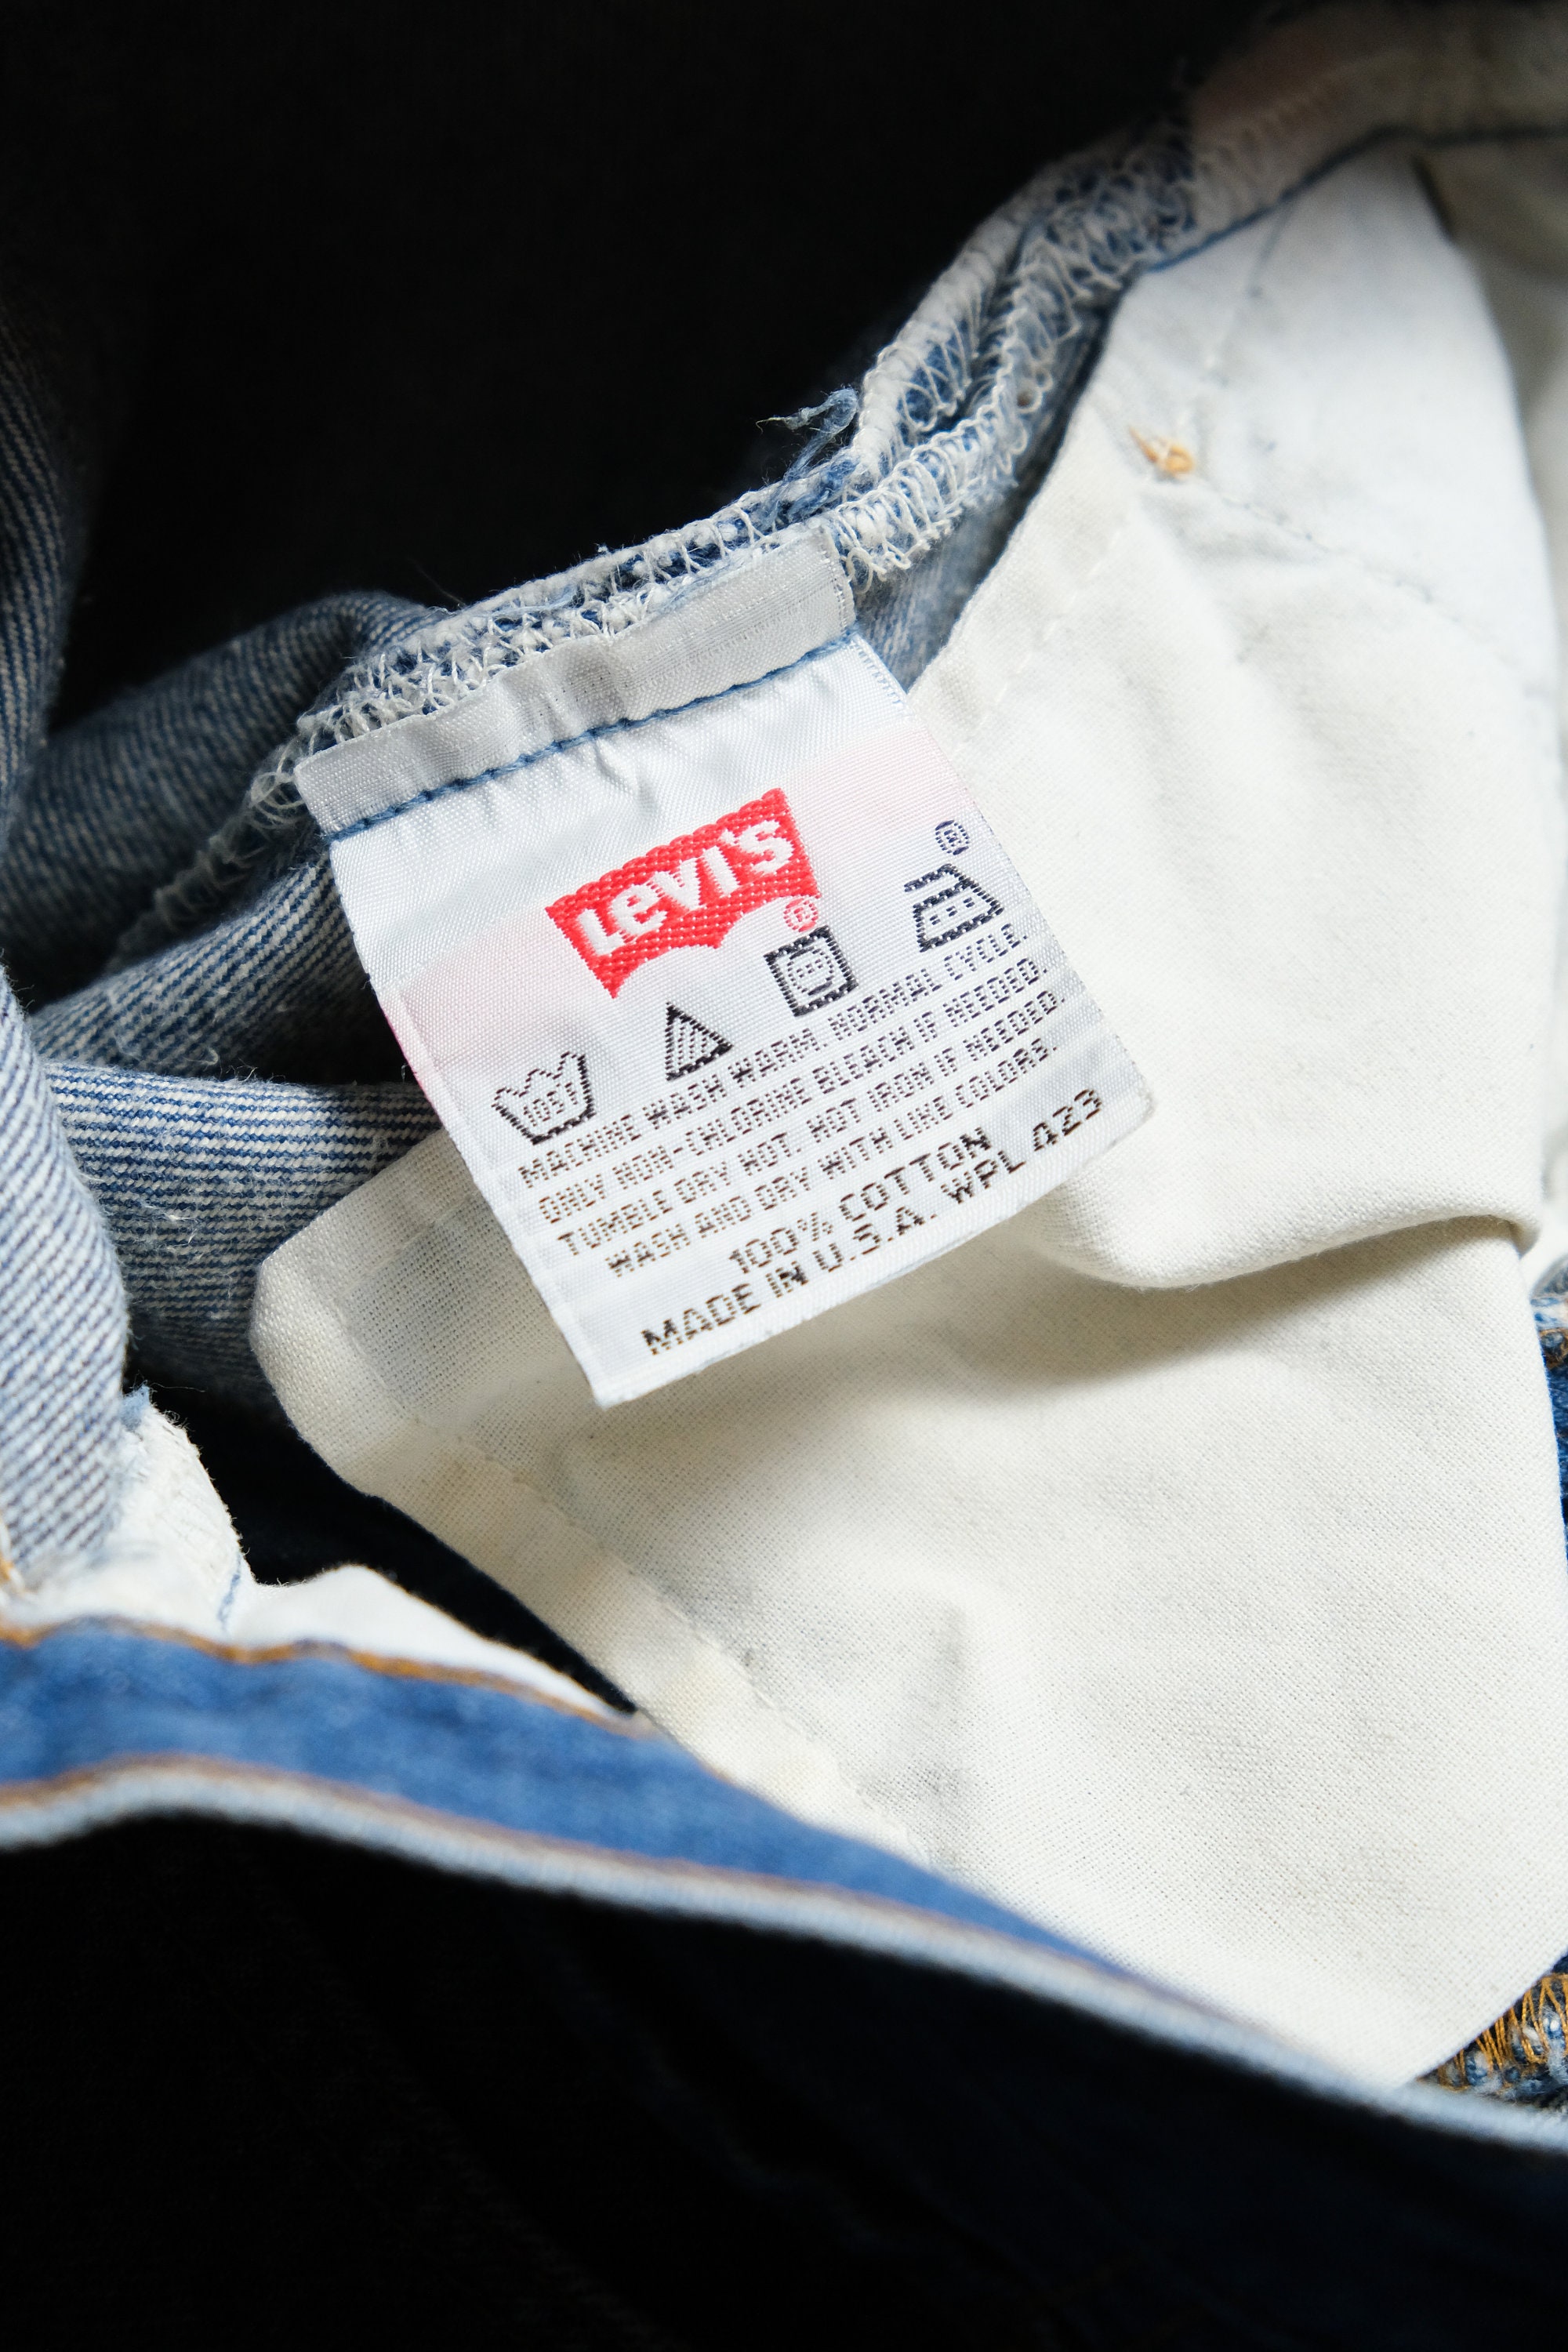 Levi's
®
®
105F
MACHINE WASH WARM. NORMAL CYCLE.
ONLY NON-CHLORINE BLEACH IF NEEDED.
TUMBLE DRY HOT. HOT IRON IF NEEDED.
WASH AND DRY WITH LIKE COLORS.
100% COTTON
MADE IN U.S.A. WPL 423